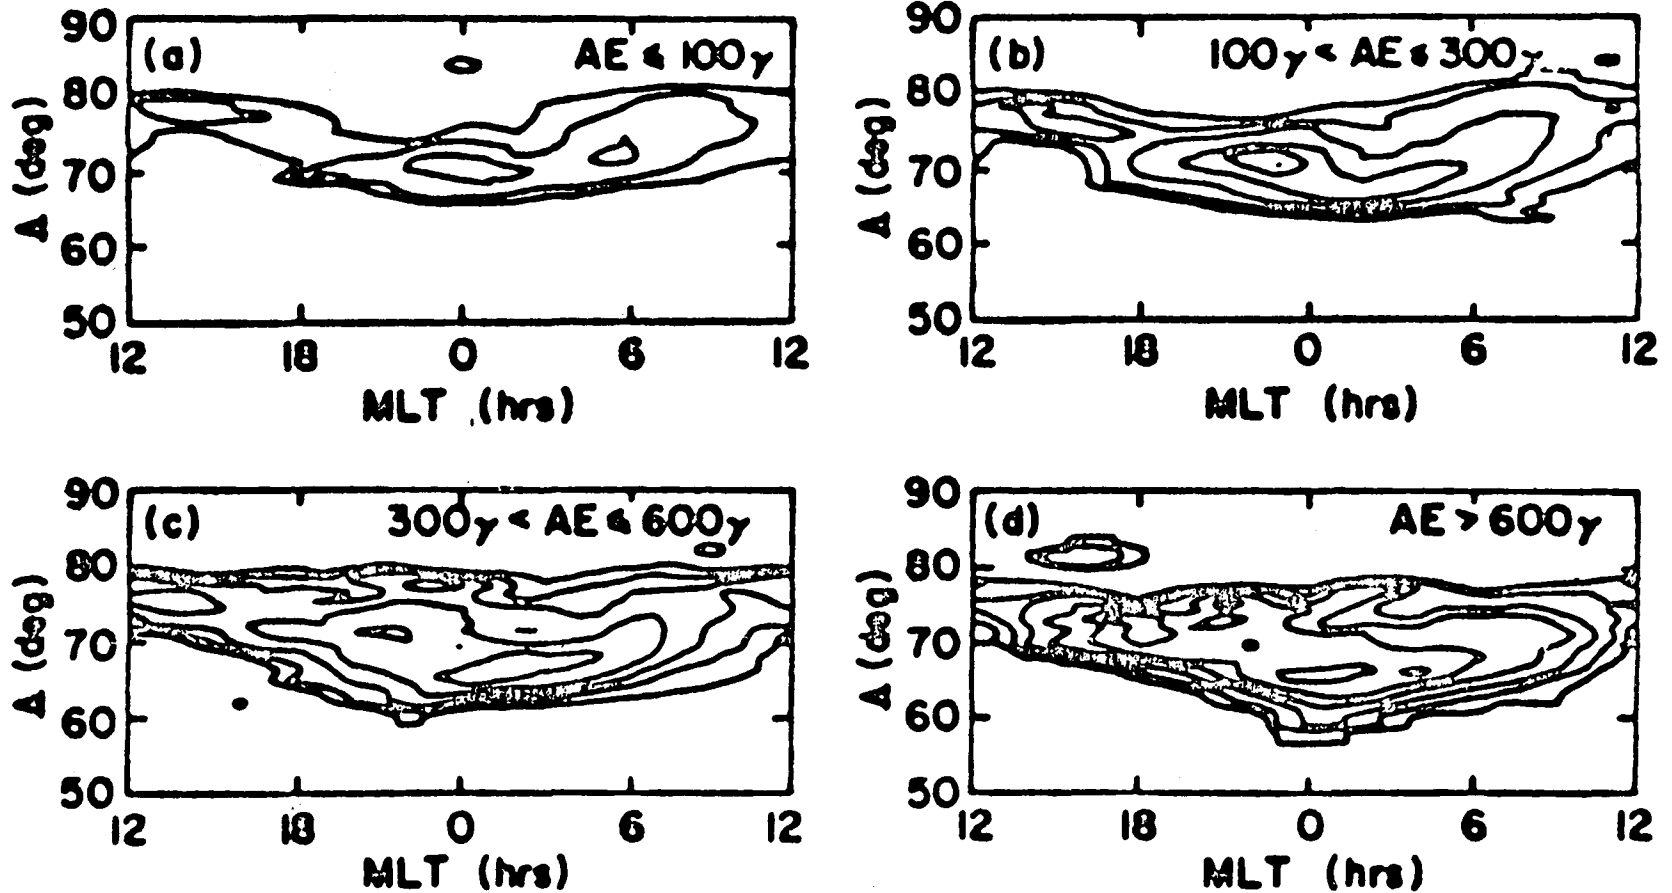 90
80
70
60
50
Λ (deg)
(a) AE ≤ 100γ
12 18 0 6 12
MLT (hrs)
90
80
70
60
50
Λ (deg)
(b) 100γ < AE ≤ 300γ
12 18 0 6 12
MLT (hrs)
90
80
70
60
50
Λ (deg)
(c) 300γ < AE ≤ 600γ
12 18 0 6 12
MLT (hrs)
90
80
70
60
50
Λ (deg)
(d) AE > 600γ
12 18 0 6 12
MLT (hrs)